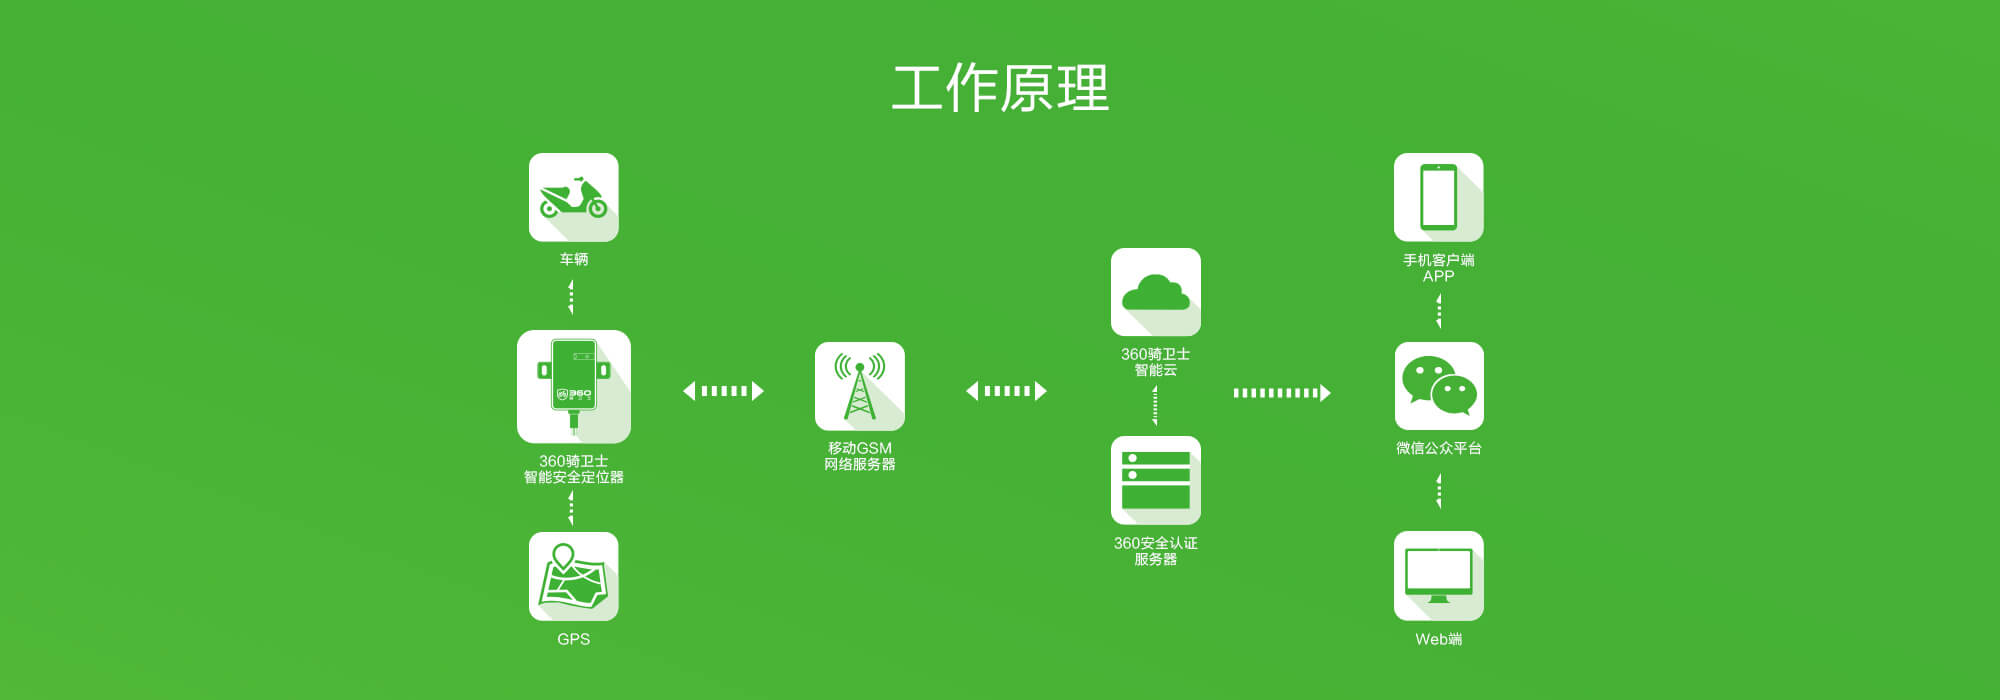 工作原理
车辆
360
360骑卫士
智能安全定位器
GPS
移动GSM
网络服务器
360骑卫士
智能云
360安全认证
服务器
手机客户端
APP
微信公众平台
Web端